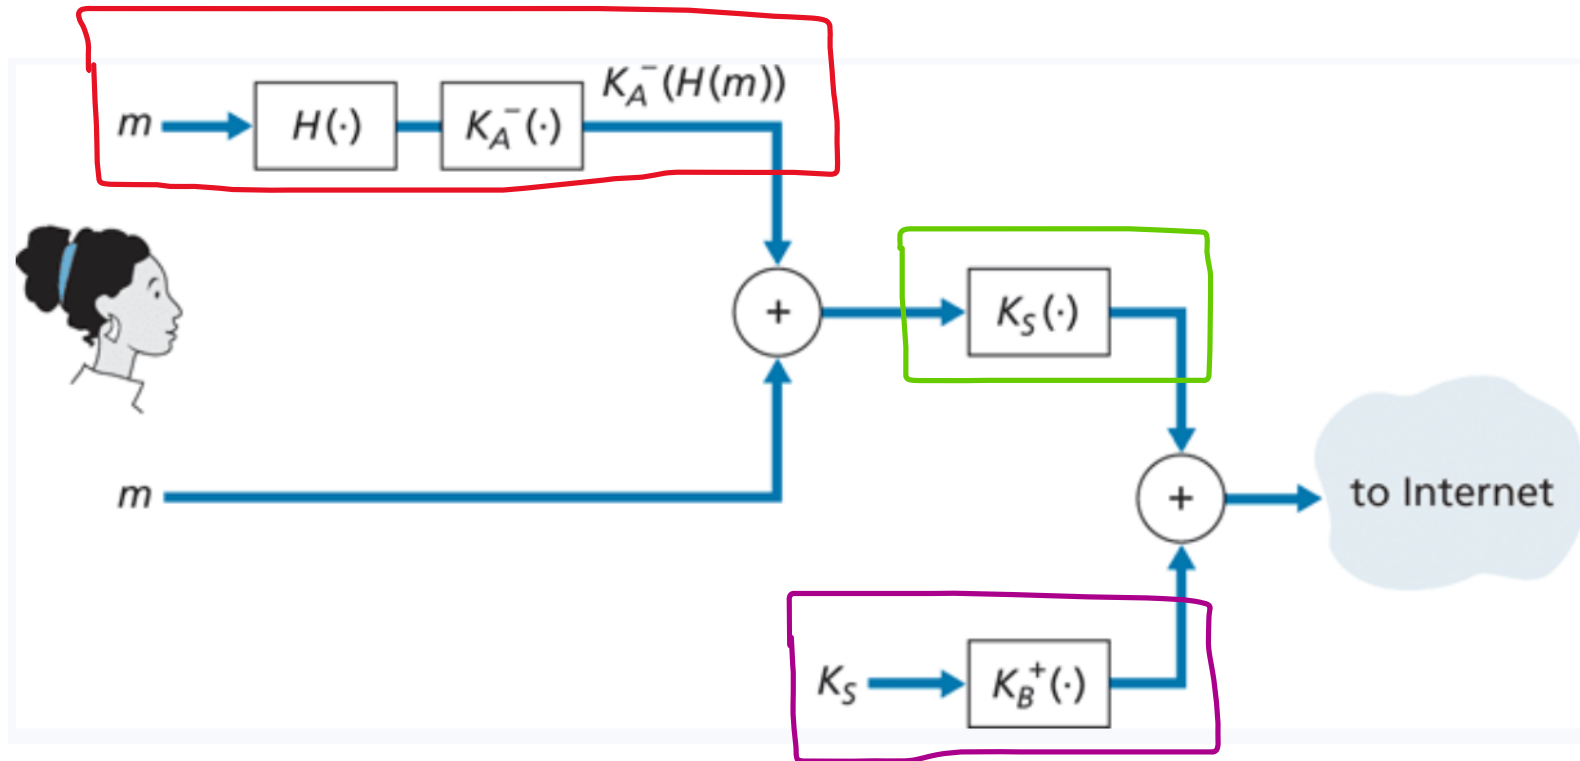 K_A^-(H(m))
m
H(·)
K_A^-(·)
+
K_S(·)
m
+
to Internet
K_S
K_B^+(·)